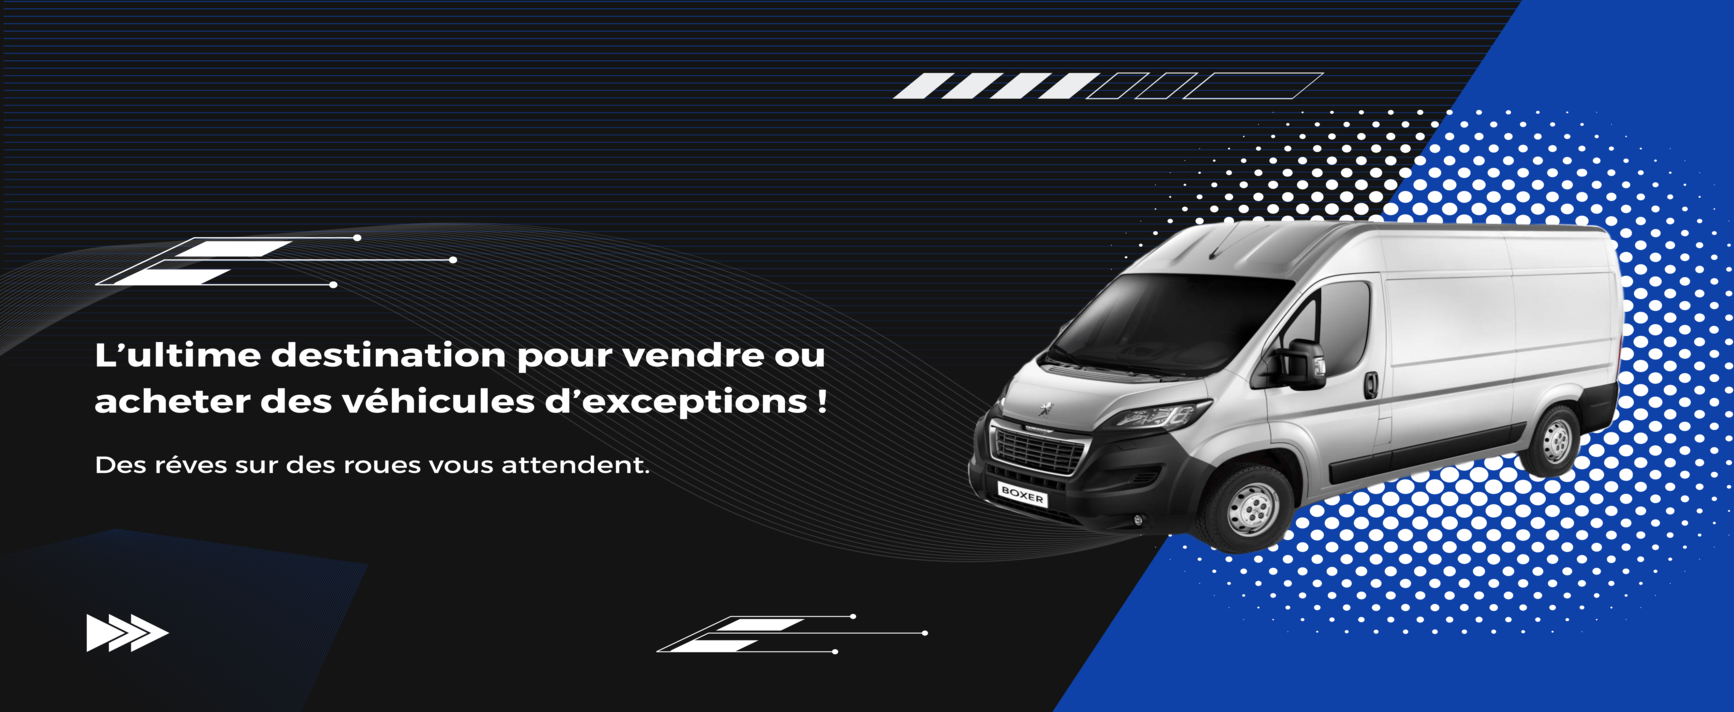 L’ultime destination pour vendre ou
acheter des véhicules d’exceptions !
Des réves sur des roues vous attendent.
BOXER